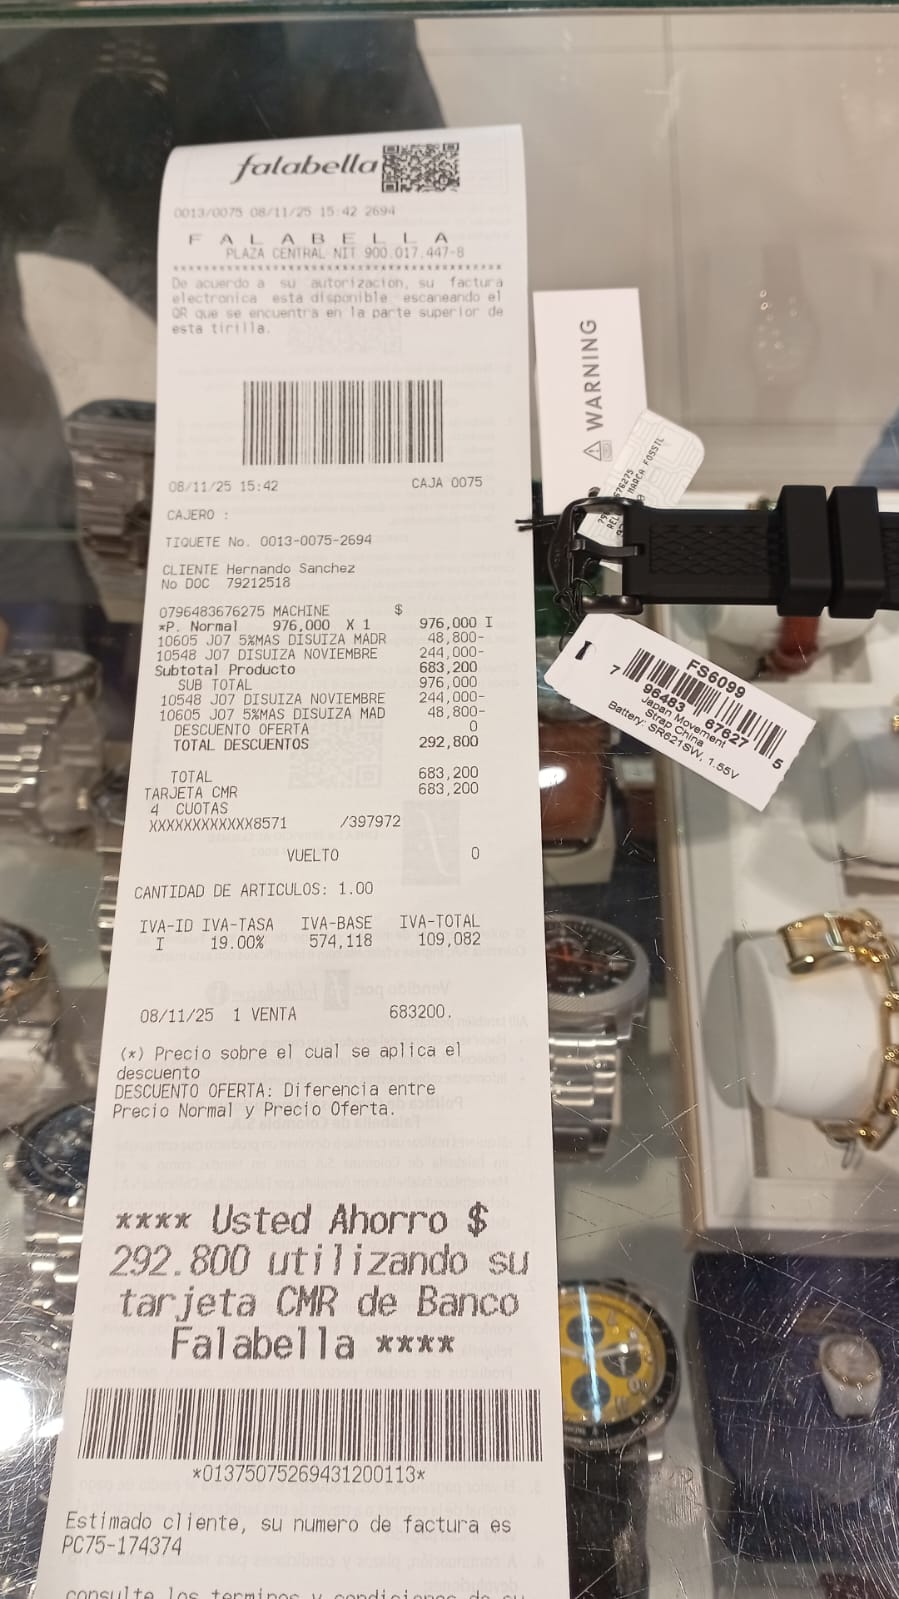 falabella
0013/0075 08/11/25 15:42 2694
F A L A B E L L A
PLAZA CENTRAL NIT 900.017.447-8
De acuerdo a su autorizacion, su factura
electronica esta disponible escaneando el
QR que se encuentra en la parte superior de
esta tirilla.
08/11/25 15:42 CAJA 0075
CAJERO :
TIQUETE No. 0013-0075-2694
CLIENTE Hernando Sanchez
No DOC 79212518
0796483676275 MACHINE $
*P. Normal 976,000 X 1 976,000 I
10605 J07 5%MAS DISUIZA MADR 48,800-
10548 J07 DISUIZA NOVIEMBRE 244,000-
Subtotal Producto 683,200
SUB TOTAL 976,000
10548 J07 DISUIZA NOVIEMBRE 244,000-
10605 J07 5%MAS DISUIZA MAD 48,800-
DESCUENTO OFERTA 0
TOTAL DESCUENTOS 292,800
TOTAL 683,200
TARJETA CMR 683,200
4 CUOTAS
XXXXXXXXXXXX8571 /397972
VUELTO 0
CANTIDAD DE ARTICULOS: 1.00
IVA-ID IVA-TASA IVA-BASE IVA-TOTAL
I 19.00% 574,118 109,082
08/11/25 1 VENTA 683200.
(*) Precio sobre el cual se aplica el
descuento
DESCUENTO OFERTA: Diferencia entre
Precio Normal y Precio Oferta.
**** Usted Ahorro $
292.800 utilizando su
tarjeta CMR de Banco
Falabella ****
*01375075269431200113*
Estimado cliente, su numero de factura es
PC75-174374
consulte los terminos y condiciones de su
WARNING
MARCA FOSSIL
FS6099
7 96483 67627 5
Japan Movement
Strap China
Battery: SR621SW, 1.55V